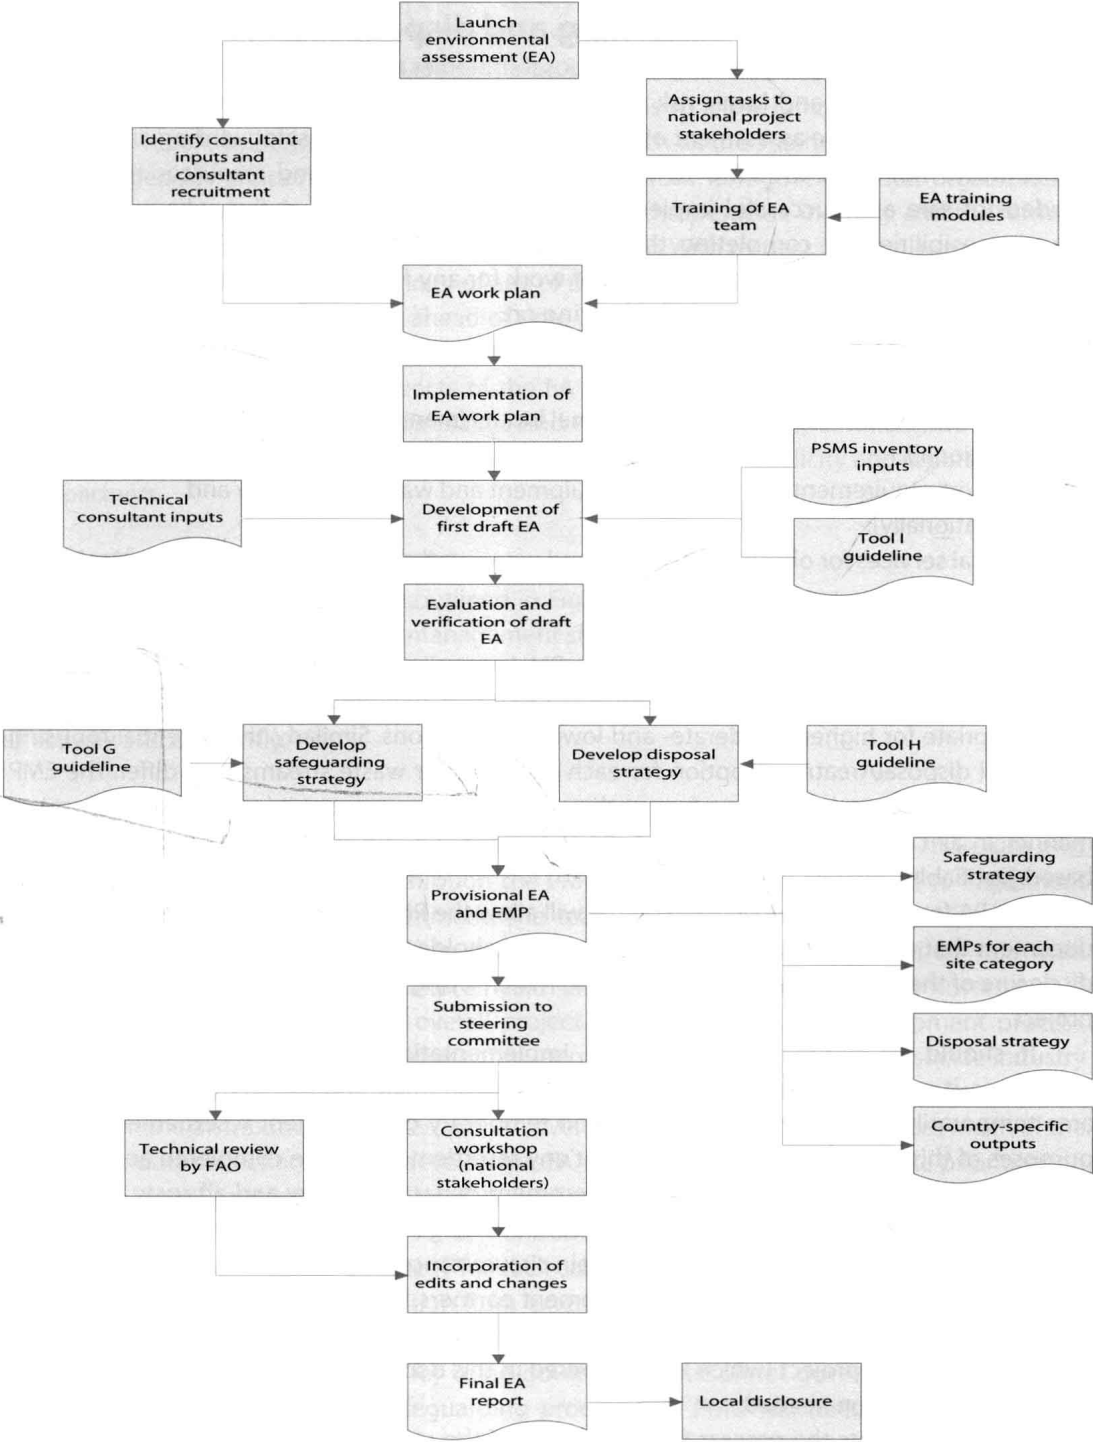 Launch
environmental
assessment (EA)
Assign tasks to
national project
stakeholders
Identify consultant
inputs and
consultant
recruitment
Training of EA
team
EA training
modules
EA work plan
Implementation of
EA work plan
PSMS inventory
inputs
Technical
consultant inputs
Development of
first draft EA
Tool I
guideline
Evaluation and
verification of draft
EA
Tool G
guideline
Develop
safeguarding
strategy
Develop disposal
strategy
Tool H
guideline
Safeguarding
strategy
Provisional EA
and EMP
EMPs for each
site category
Submission to
steering
committee
Disposal strategy
Technical review
by FAO
Consultation
workshop
(national
stakeholders)
Country-specific
outputs
Incorporation of
edits and changes
Final EA
report
Local disclosure